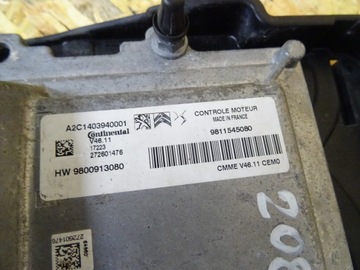 A2C1403940001
Continental
V46.11
17223
272601476
HW 9800913080
CONTROLE MOTEUR
MADE IN FRANCE
9811545080
CMME V46.11 CEM0
208